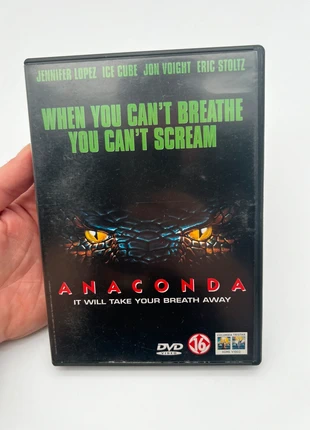 JENNIFER LOPEZ ICE CUBE JON VOIGHT ERIC STOLTZ
WHEN YOU CAN'T BREATHE
YOU CAN'T SCREAM
ANACONDA
IT WILL TAKE YOUR BREATH AWAY
DVD
VIDEO
16